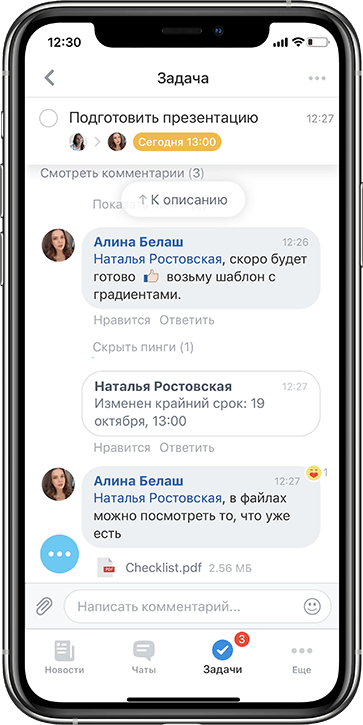 12:30
Задача
Подготовить презентацию 12:27
Сегодня 13:00
Смотреть комментарии (3)
↑ К описанию
Алина Белаш 12:26
Наталья Ростовская, скоро будет
готово 👍 возьму шаблон с
градиентами.
Нравится Ответить
Скрыть пинги (1)
Наталья Ростовская 12:27
Изменен крайний срок: 19
октября, 13:00
Нравится Ответить
Алина Белаш 12:27 1
Наталья Ростовская, в файлах
можно посмотреть то, что уже
есть
PDF Checklist.pdf 2.56 МБ
Написать комментарий...
3
Новости Чаты Задачи Еще